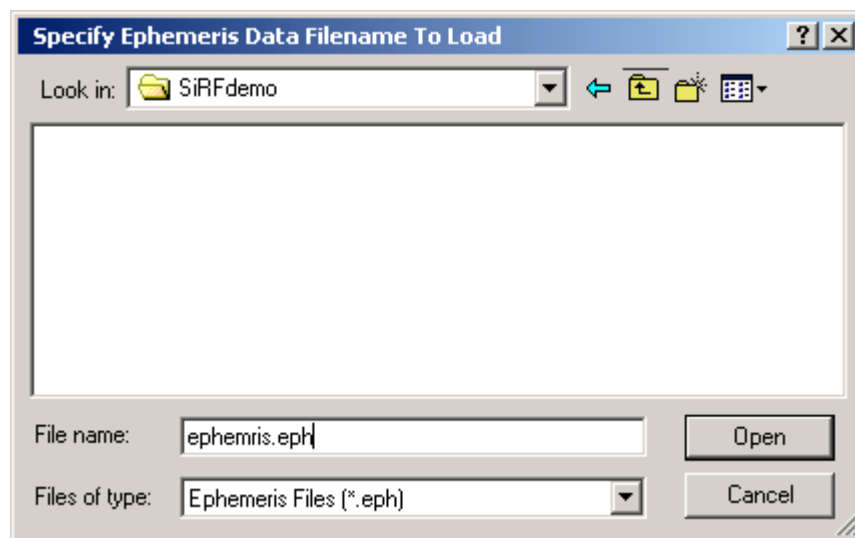 Specify Ephemeris Data Filename To Load
Look in: SiRFdemo
File name: ephemris.eph Open
Files of type: Ephemeris Files (*.eph) Cancel